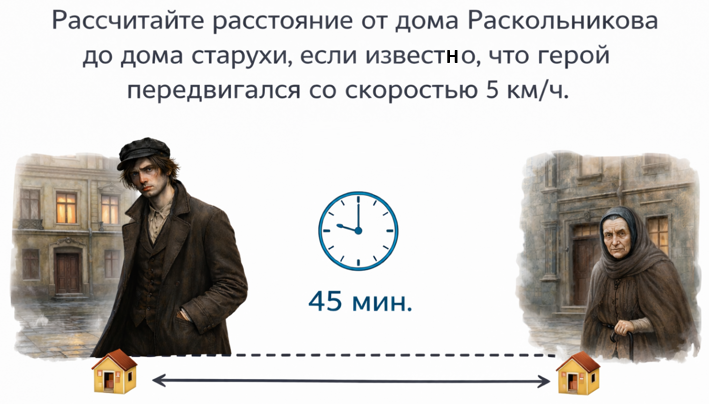 Рассчитайте расстояние от дома Раскольникова
до дома старухи, если известно, что герой
передвигался со скоростью 5 км/ч.
45 мин.